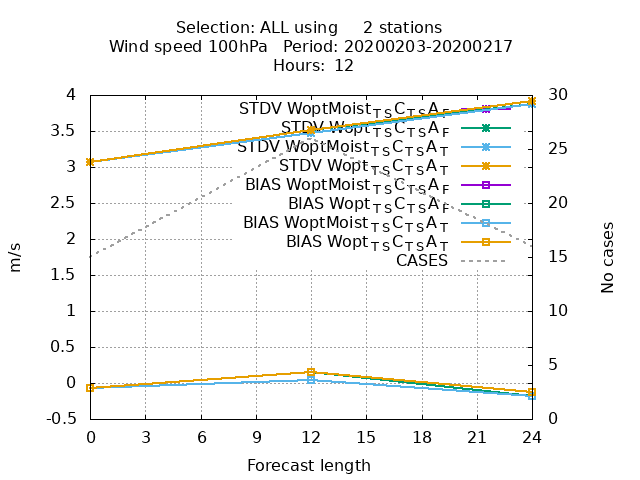 Selection: ALL using 2 stations
Wind speed 100hPa Period: 20200203-20200217
Hours: 12
4
3.5
3
2.5
2
1.5
1
0.5
0
-0.5
m/s
STDV WoptMoist_TS C_TS A_F
STDV Wopt_TS C_TS A_F
STDV WoptMoist_TS C_TS A_T
STDV Wopt_TS C_TS A_T
BIAS WoptMoist_TS C_TS A_F
BIAS Wopt_TS C_TS A_F
BIAS WoptMoist_TS C_TS A_T
BIAS Wopt_TS C_TS A_T
CASES
30
25
20
15
10
5
0
No cases
0 3 6 9 12 15 18 21 24
Forecast length